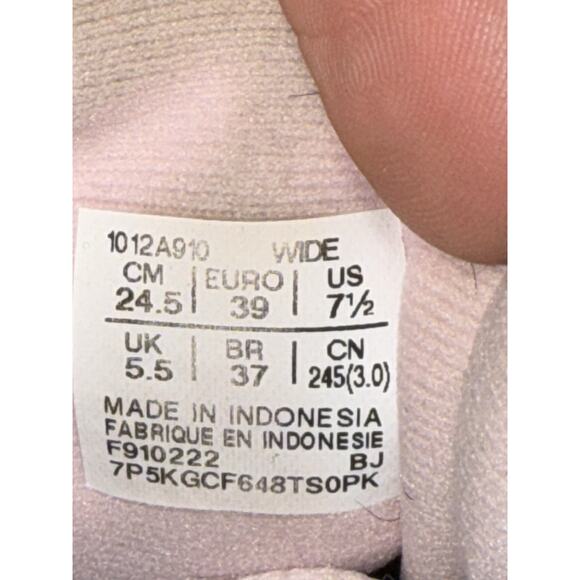 1012A910 WIDE
CM | EURO | US
24.5 | 39 | 7½
UK | BR | CN
5.5 | 37 | 245(3.0)
MADE IN INDONESIA
FABRIQUE EN INDONESIE
F910222 BJ
7P5KGCF648TS0PK